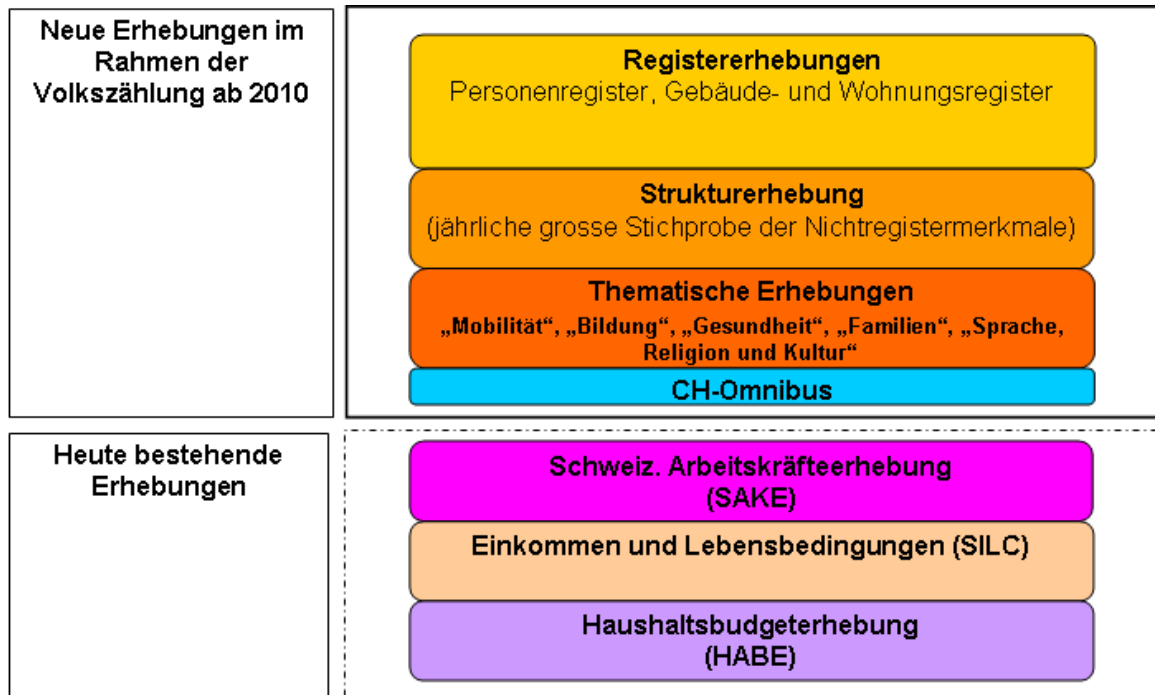 Neue Erhebungen im
Rahmen der
Volkszählung ab 2010
Registererhebungen
Personenregister, Gebäude- und Wohnungsregister
Strukturerhebung
(jährliche grosse Stichprobe der Nichtregistermerkmale)
Thematische Erhebungen
„Mobilität“, „Bildung“, „Gesundheit“, „Familien“, „Sprache,
Religion und Kultur“
CH-Omnibus
Heute bestehende
Erhebungen
Schweiz. Arbeitskräfteerhebung
(SAKE)
Einkommen und Lebensbedingungen (SILC)
Haushaltsbudgeterhebung
(HABE)